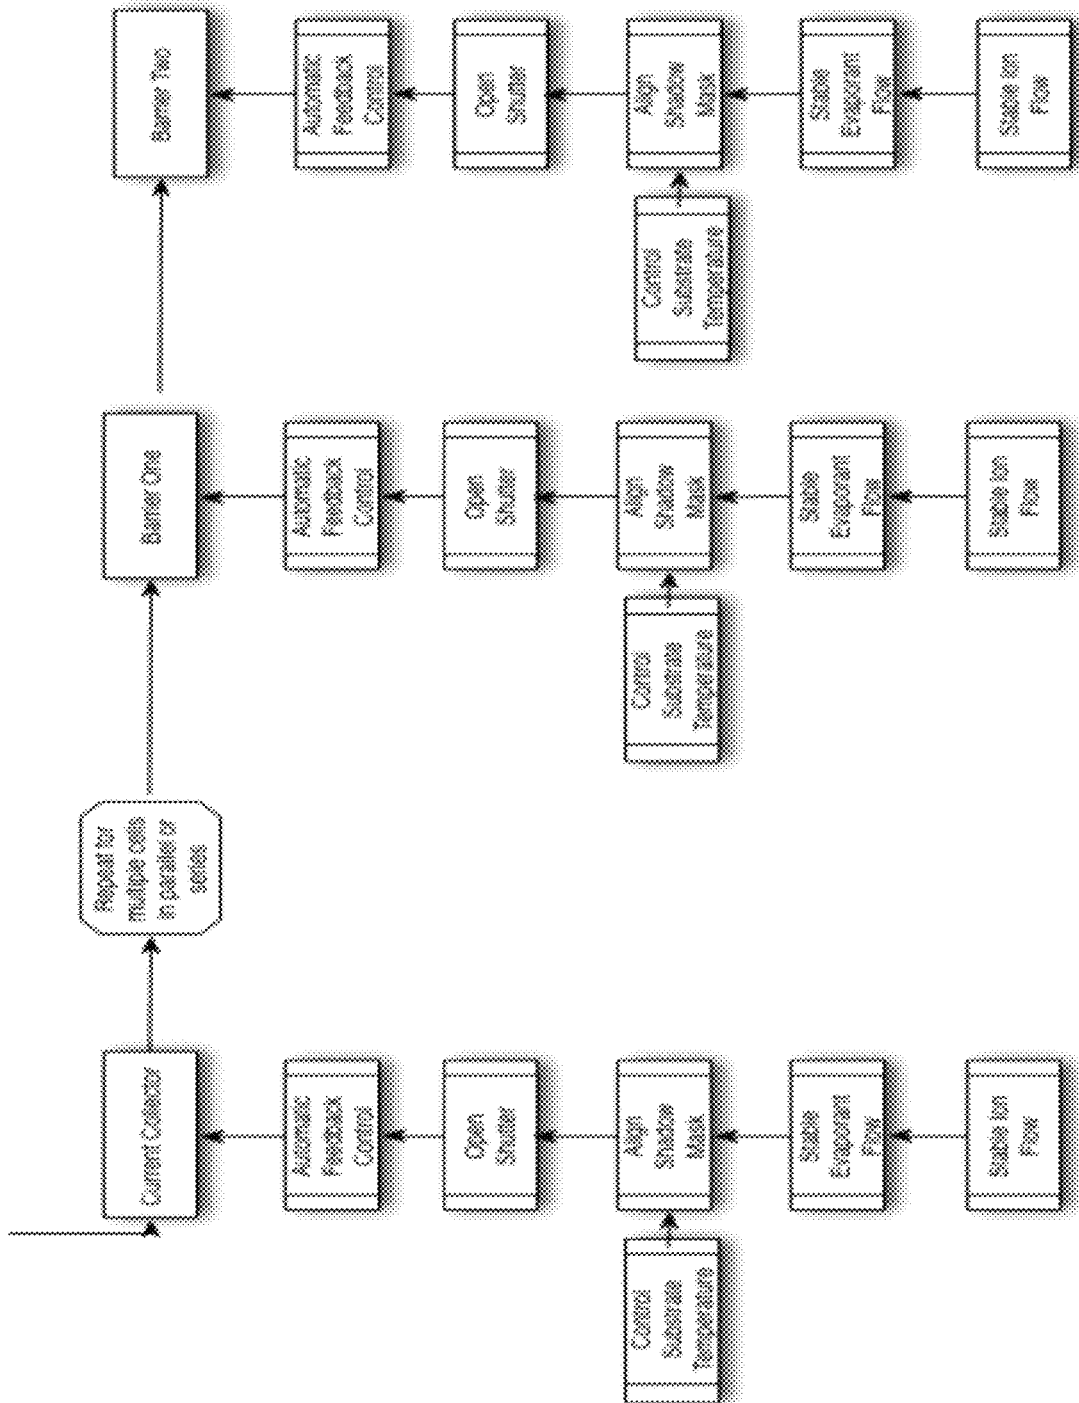 Current Collector
Repeat for
multiple cells
in parallel or
series
Barrier One
Barrier Two
Automatic
Feedback
Control
Automatic
Feedback
Control
Automatic
Feedback
Control
Open
Shutter
Open
Shutter
Open
Shutter
Control
Substrate
Temperature
Align
Shadow
Mask
Control
Substrate
Temperature
Align
Shadow
Mask
Control
Substrate
Temperature
Align
Shadow
Mask
Stable
Evaporant
Flow
Stable
Evaporant
Flow
Stable
Evaporant
Flow
Stable Ion
Flow
Stable Ion
Flow
Stable Ion
Flow